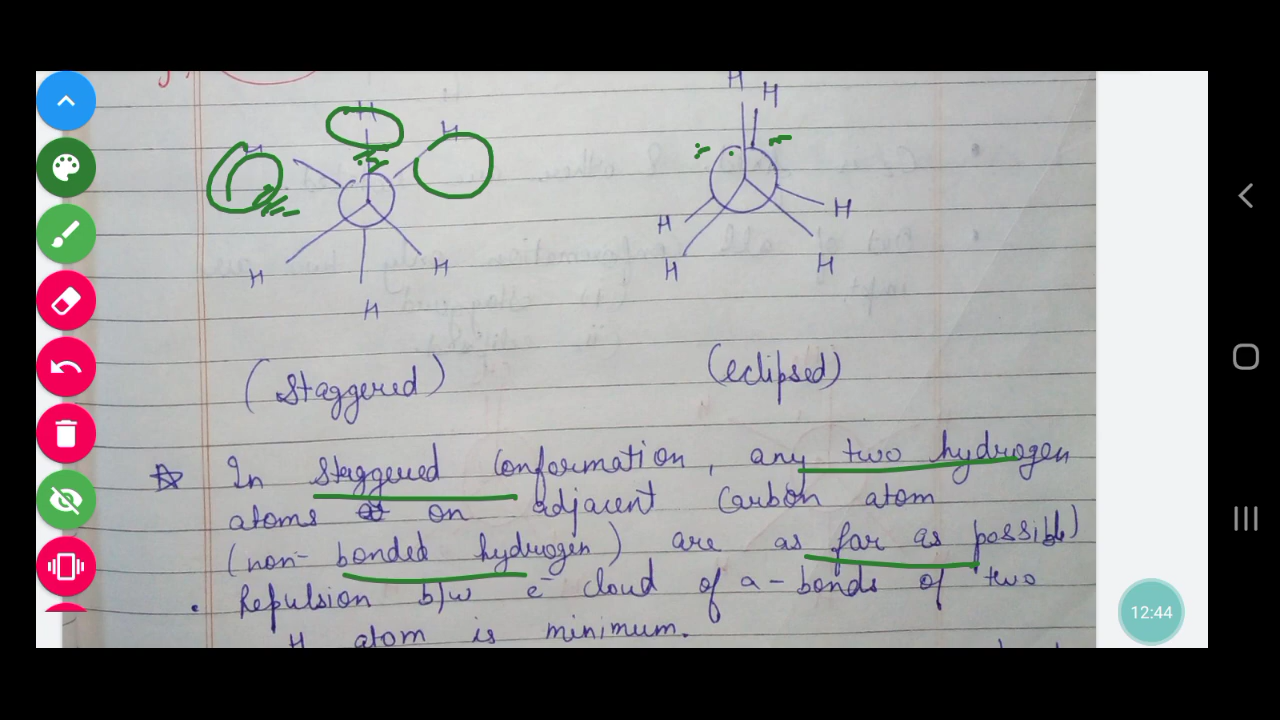 H H
H H H
H H
H H H H
H
(Staggered) (eclipsed)
In staggered Conformation, any two hydrogen
atoms on adjacent Carbon atom
(non-bonded hydrogen) are as far as possible)
Repulsion b/w e- cloud of a-bonds of two 12:44
H atom is minimum.